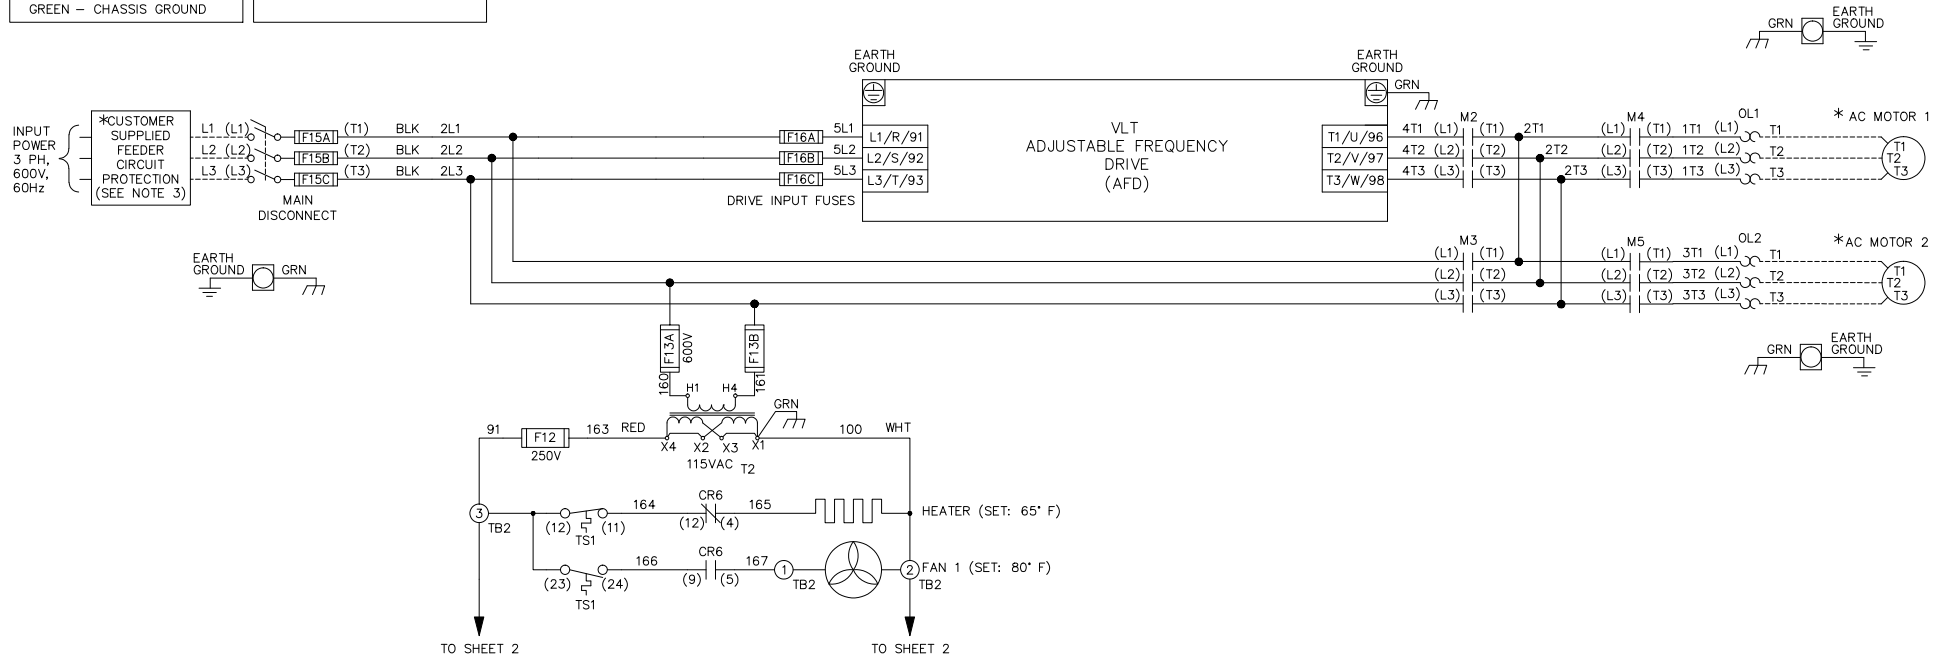 GREEN – CHASSIS GROUND
GRN
EARTH
GROUND
EARTH
GROUND
EARTH
GROUND
GRN
INPUT
POWER
3 PH,
600V,
60Hz
*CUSTOMER
SUPPLIED
FEEDER
CIRCUIT
PROTECTION
(SEE NOTE 3)
L1 (L1) F15A (T1) BLK 2L1 F16A 5L1 L1/R/91
L2 (L2) F15B (T2) BLK 2L2 F16B 5L2 L2/S/92
L3 (L3) F15C (T3) BLK 2L3 F16C 5L3 L3/T/93
MAIN
DISCONNECT
DRIVE INPUT FUSES
VLT
ADJUSTABLE FREQUENCY
DRIVE
(AFD)
M2 M4 OL1 * AC MOTOR 1
T1/U/96 4T1 (L1) (T1) 2T1 (L1) (T1) 1T1 (L1) T1 T1
T2/V/97 4T2 (L2) (T2) 2T2 (L2) (T2) 1T2 (L2) T2 T2
T3/W/98 4T3 (L3) (T3) 2T3 (L3) (T3) 1T3 (L3) T3 T3
M3 M5 OL2 *AC MOTOR 2
(L1) (T1) (L1) (T1) 3T1 (L1) T1 T1
(L2) (T2) (L2) (T2) 3T2 (L2) T2 T2
(L3) (T3) (L3) (T3) 3T3 (L3) T3 T3
EARTH
GROUND
GRN
GRN
EARTH
GROUND
F13A
600V
F13B
160
161
H1 H4
GRN
91 F12 163 RED
250V
X4 X2 X3 X1
100 WHT
115VAC T2
3
TB2
(12) (11)
TS1
164
CR6
(12) (4)
165
HEATER (SET: 65° F)
(23) (24)
TS1
166
CR6
(9) (5)
167
1
TB2
2
TB2
FAN 1 (SET: 80° F)
TO SHEET 2
TO SHEET 2